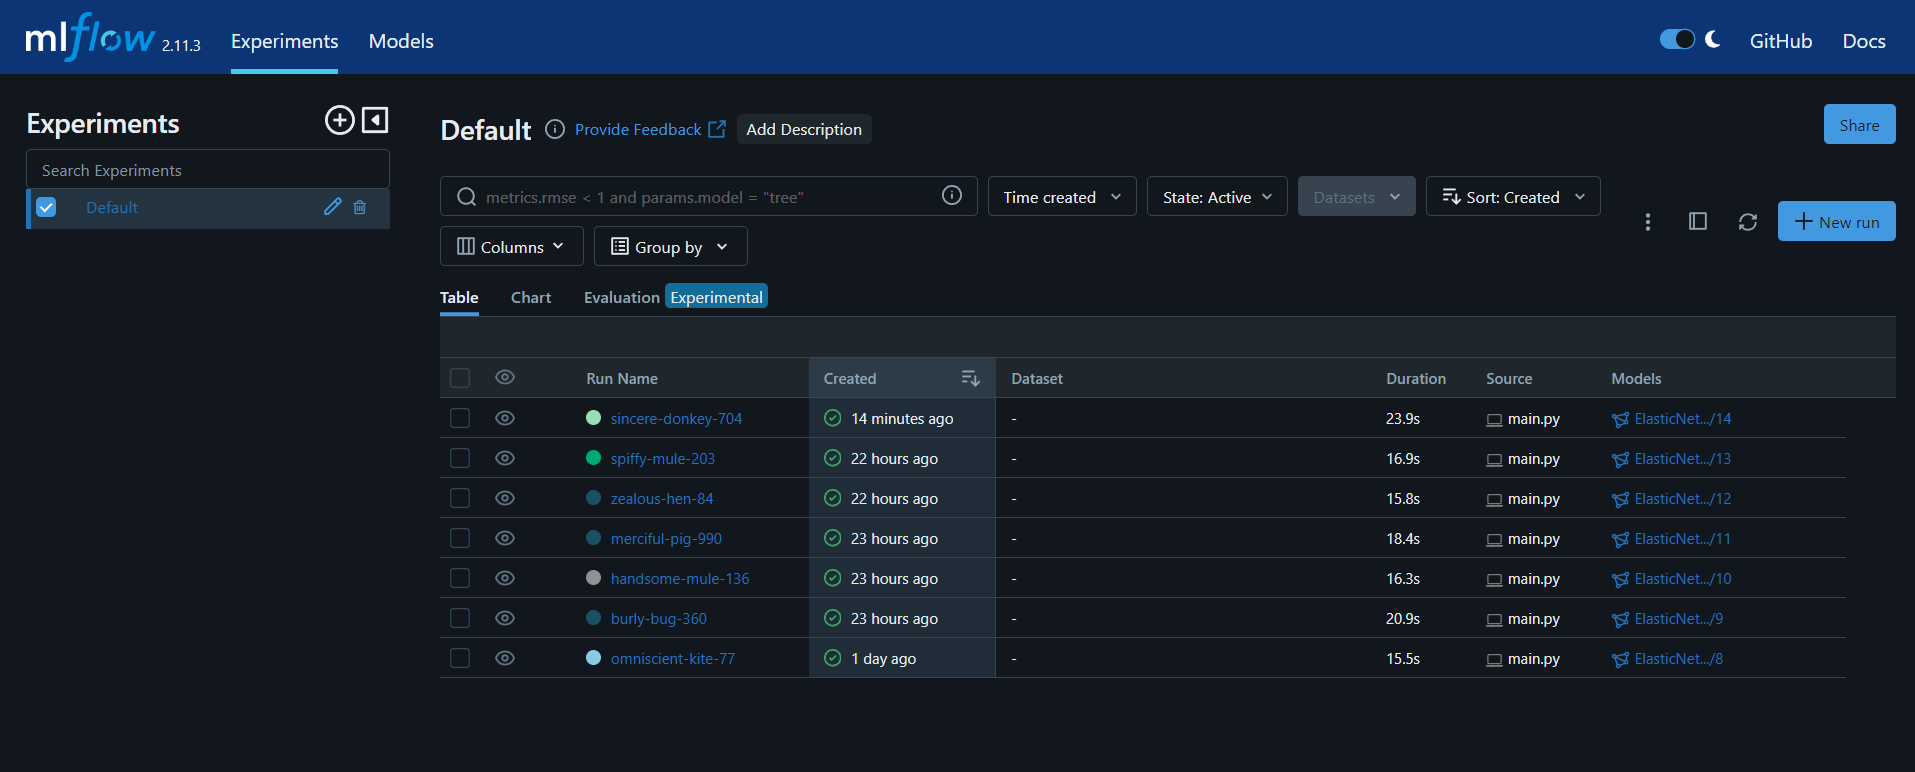 mlflow 2.11.3 Experiments Models GitHub Docs
Experiments
Search Experiments
Default
Default Provide Feedback Add Description Share
metrics.rmse < 1 and params.model = "tree" Time created State: Active Datasets Sort: Created
Columns Group by New run
Table Chart Evaluation Experimental
Run Name Created Dataset Duration Source Models
sincere-donkey-704 14 minutes ago - 23.9s main.py ElasticNet.../14
spiffy-mule-203 22 hours ago - 16.9s main.py ElasticNet.../13
zealous-hen-84 22 hours ago - 15.8s main.py ElasticNet.../12
merciful-pig-990 23 hours ago - 18.4s main.py ElasticNet.../11
handsome-mule-136 23 hours ago - 16.3s main.py ElasticNet.../10
burly-bug-360 23 hours ago - 20.9s main.py ElasticNet.../9
omniscient-kite-77 1 day ago - 15.5s main.py ElasticNet.../8